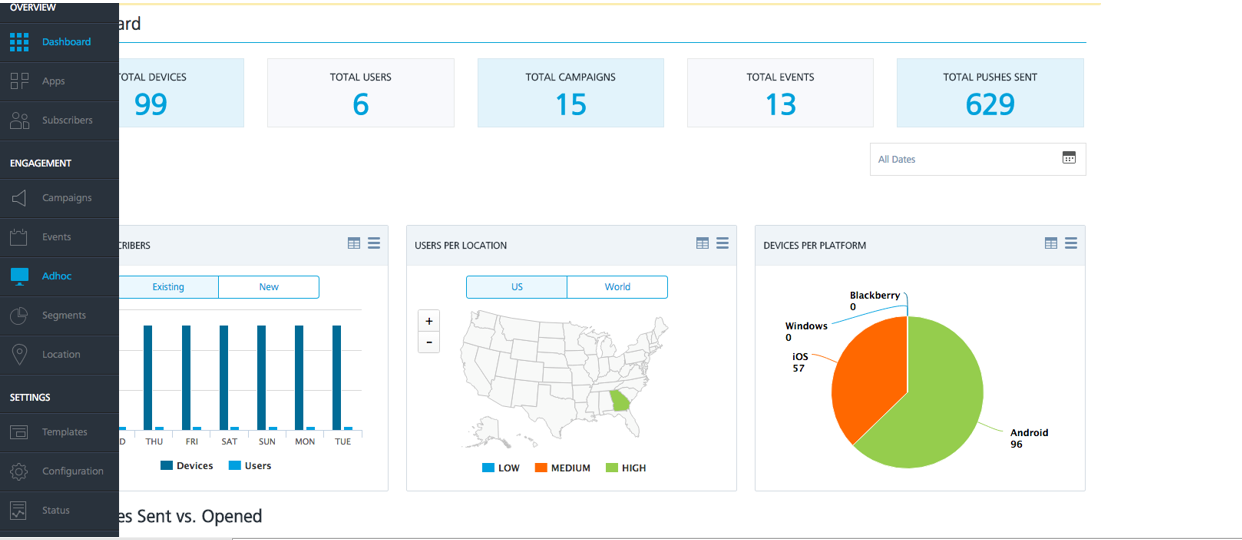 OVERVIEW
Dashboard
Apps
Subscribers
ENGAGEMENT
Campaigns
Events
Adhoc
Segments
Location
SETTINGS
Templates
Configuration
Status
ard
OTAL DEVICES
99
TOTAL USERS
6
TOTAL CAMPAIGNS
15
TOTAL EVENTS
13
TOTAL PUSHES SENT
629
All Dates
CRIBERS
Existing
New
D THU FRI SAT SUN MON TUE
Devices Users
USERS PER LOCATION
US
World
+
-
LOW MEDIUM HIGH
DEVICES PER PLATFORM
Blackberry
0
Windows
0
iOS
57
Android
96
es Sent vs. Opened